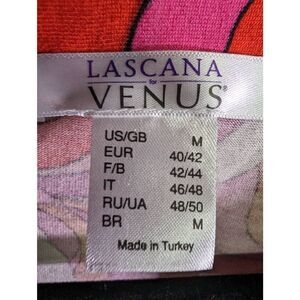 LASCANA
for
VENUS®
US/GB M
EUR 40/42
F/B 42/44
IT 46/48
RU/UA 48/50
BR M
Made in Turkey